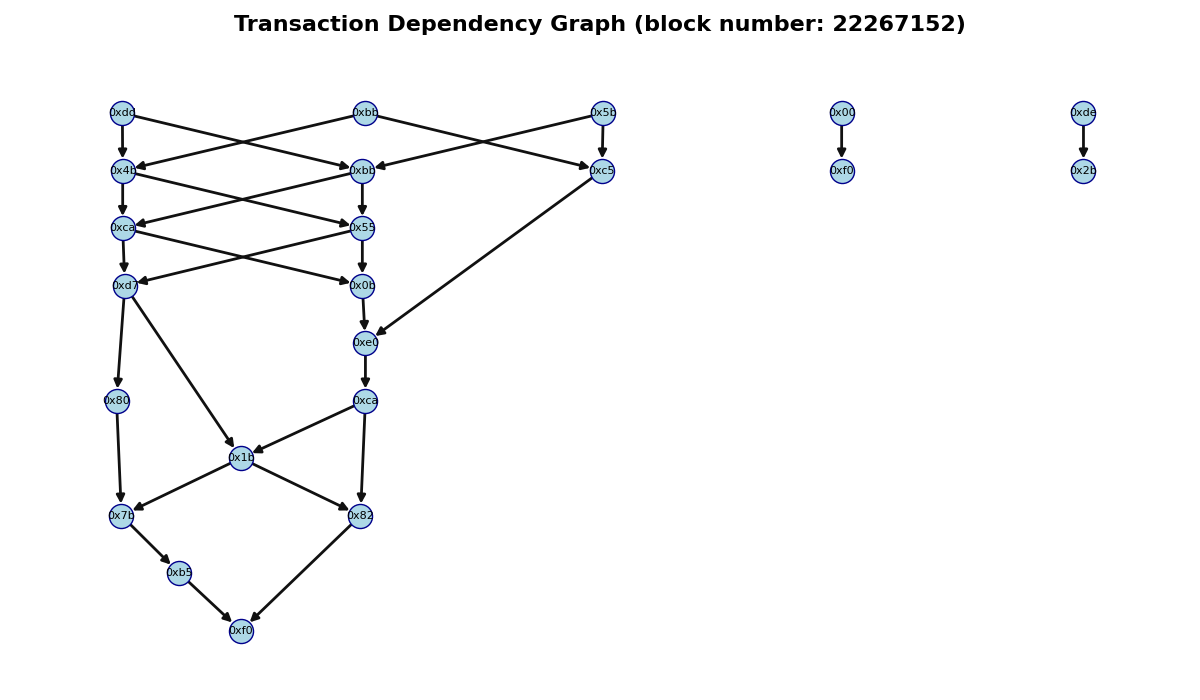 Transaction Dependency Graph (block number: 22267152)
0xdd 0xbb 0x5b 0x00 0xde
0x4b 0xbb 0xc5 0xf0 0x2b
0xca 0x55
0xd7 0x0b
0xe0
0x80 0xca
0x1b
0x7b 0x82
0xb5
0xf0